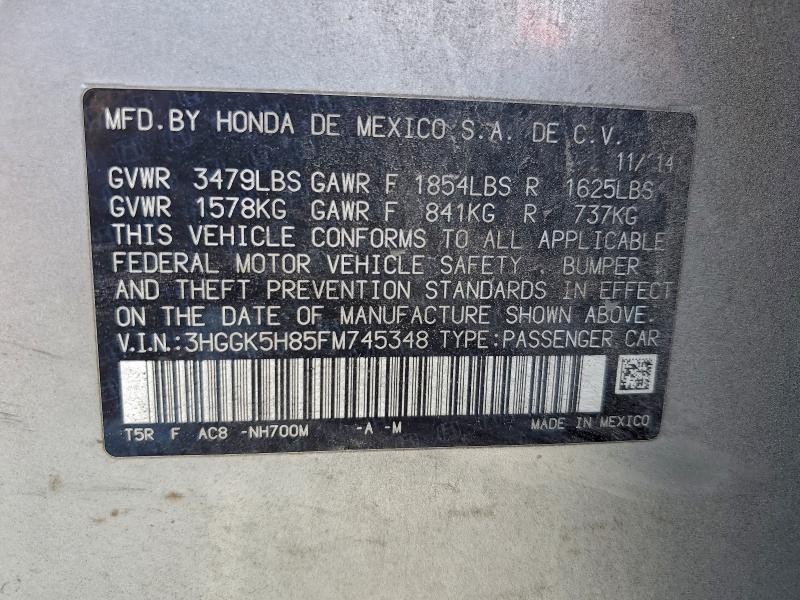 MFD.BY HONDA DE MEXICO S.A. DE C.V.
11/14
GVWR 3479LBS GAWR F 1854LBS R 1625LBS
GVWR 1578KG GAWR F 841KG R 737KG
THIS VEHICLE CONFORMS TO ALL APPLICABLE
FEDERAL MOTOR VEHICLE SAFETY , BUMPER
AND THEFT PREVENTION STANDARDS IN EFFECT
ON THE DATE OF MANUFACTURE SHOWN ABOVE.
V.I.N.:3HGGK5H85FM745348 TYPE:PASSENGER CAR
T5R F AC8 -NH700M -A -M MADE IN MEXICO